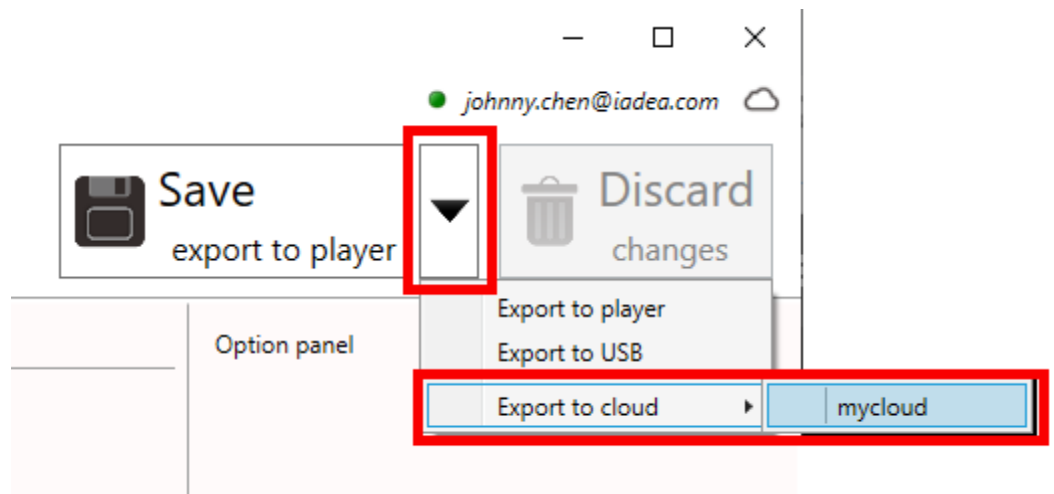 johnny.chen@iadea.com
Save
export to player
Discard
changes
Option panel
Export to player
Export to USB
Export to cloud
mycloud